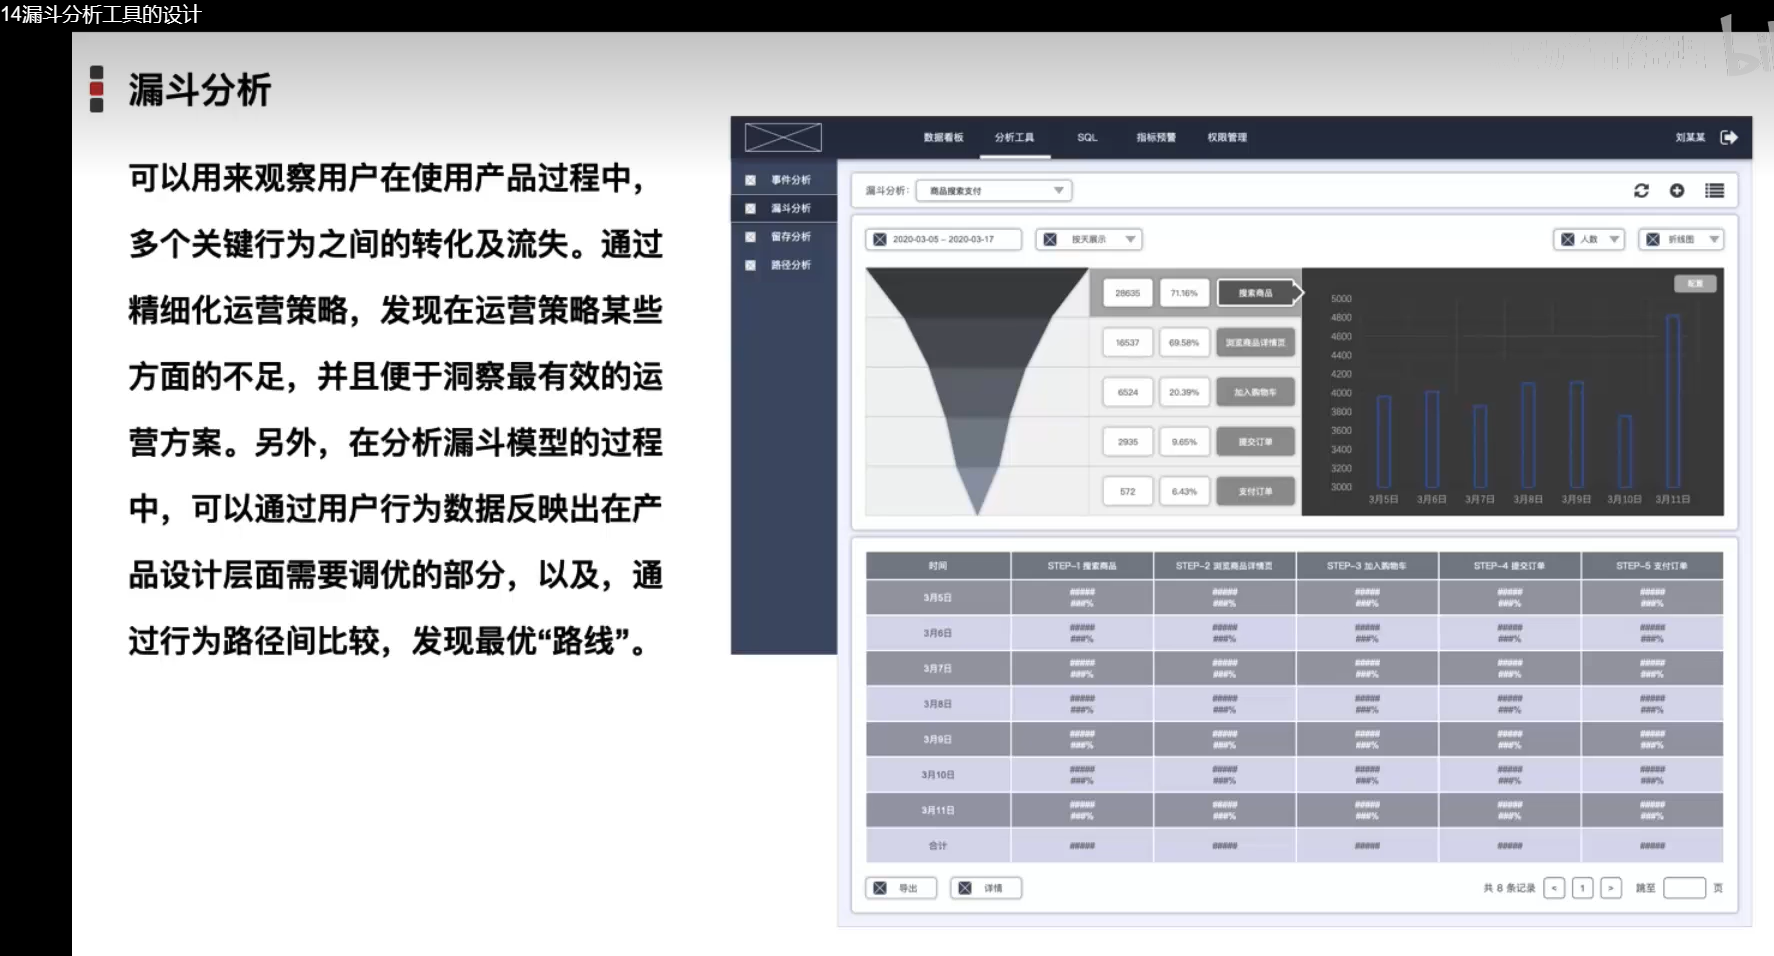 14漏斗分析工具的设计
漏斗分析
可以用来观察用户在使用产品过程中，
多个关键行为之间的转化及流失。通过
精细化运营策略，发现在运营策略某些
方面的不足，并且便于洞察最有效的运
营方案。另外，在分析漏斗模型的过程
中，可以通过用户行为数据反映出在产
品设计层面需要调优的部分，以及，通
过行为路径间比较，发现最优“路线”。
数据看板 分析工具 SQL 指标预警 权限管理 刘某某
事件分析
漏斗分析
留存分析
路径分析
漏斗分析： 商品搜索支付
2020-03-05 – 2020-03-17 按天展示 人数 折线图
28635 71.16% 搜索商品
16537 69.58% 浏览商品详情页
6524 20.39% 加入购物车
2935 9.65% 提交订单
572 6.43% 支付订单
配置
5000
4800
4600
4400
4200
4000
3800
3600
3400
3200
3000
3月5日 3月6日 3月7日 3月8日 3月9日 3月10日 3月11日
时间 STEP-1 搜索商品 STEP-2 浏览商品详情页 STEP-3 加入购物车 STEP-4 提交订单 STEP-5 支付订单
3月5日 ##### ##### ##### ##### #####
###% ###% ###% ###% ###%
3月6日 ##### ##### ##### ##### #####
###% ###% ###% ###% ###%
3月7日 ##### ##### ##### ##### #####
###% ###% ###% ###% ###%
3月8日 ##### ##### ##### ##### #####
###% ###% ###% ###% ###%
3月9日 ##### ##### ##### ##### #####
###% ###% ###% ###% ###%
3月10日 ##### ##### ##### ##### #####
###% ###% ###% ###% ###%
3月11日 ##### ##### ##### ##### #####
###% ###% ###% ###% ###%
合计 ##### ##### ##### ##### #####
导出 详情 共 8 条记录 < 1 > 跳至 页